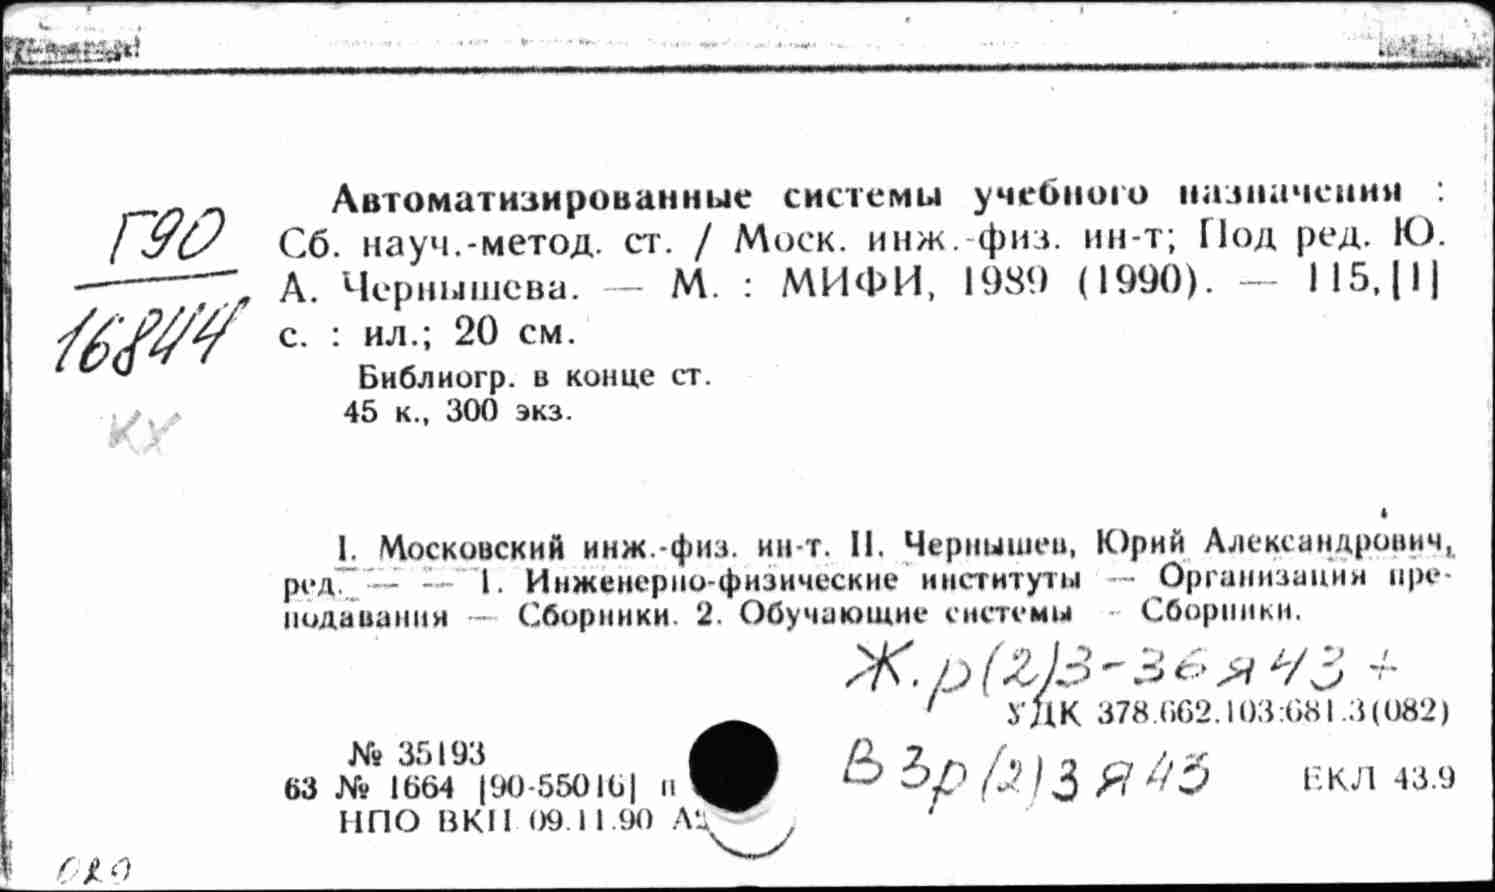 Автоматизированные системы учебного назначения :
Г90
Сб. науч.-метод. ст. / Моск. инж.-физ. ин-т; Под ред. Ю.
А. Чернышева. — М. : МИФИ, 1989 (1990). — 115,[1]
16844
с. : ил.; 20 см.
Библиогр. в конце ст.
45 к., 300 экз.
КХ
I. Московский инж.-физ. ин-т. II. Чернышев, Юрий Александрович,
ред. — — 1. Инженерно-физические институты — Организация пре-
подавания — Сборники. 2. Обучающие системы — Сборники.
Ж.р(2)3-36я43 +
УДК 378.662.103:681.3(082)
№ 35193
63 № 1664 [90-55016] п
В3р(2)3я43
ЕКЛ 43.9
НПО ВКП 09.11.90